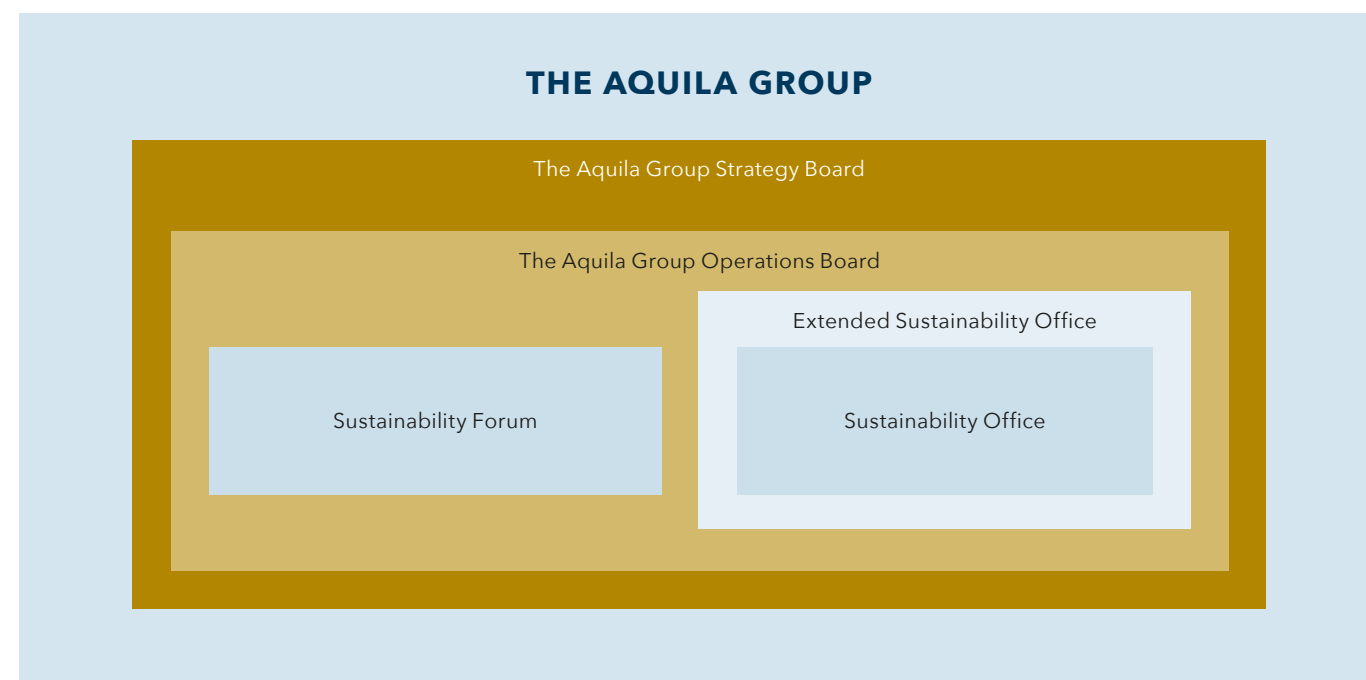 THE AQUILA GROUP
The Aquila Group Strategy Board
The Aquila Group Operations Board
Extended Sustainability Office
Sustainability Forum
Sustainability Office